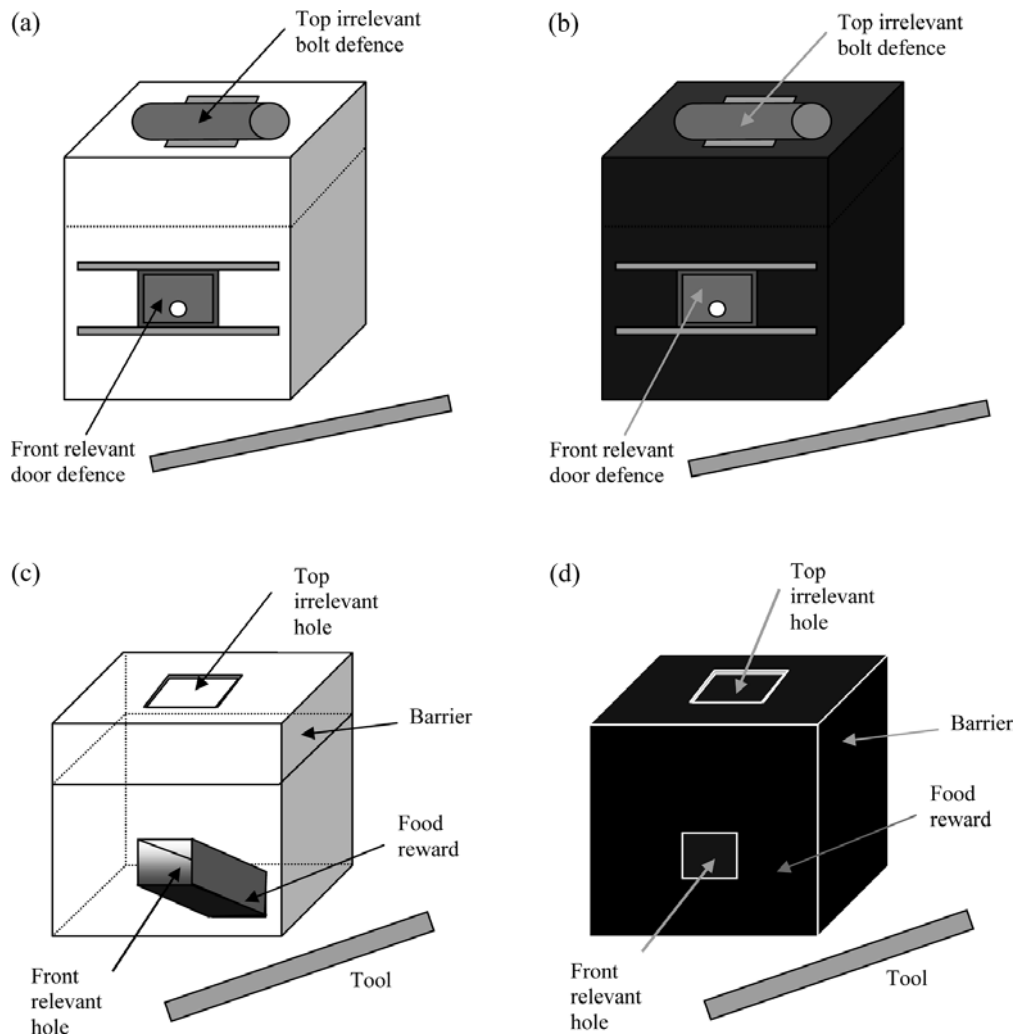 (a)
Top irrelevant
bolt defence
Front relevant
door defence
(b)
Top irrelevant
bolt defence
Front relevant
door defence
(c)
Top
irrelevant
hole
Barrier
Food
reward
Front
relevant
hole
Tool
(d)
Top
irrelevant
hole
Barrier
Food
reward
Front
relevant
hole
Tool